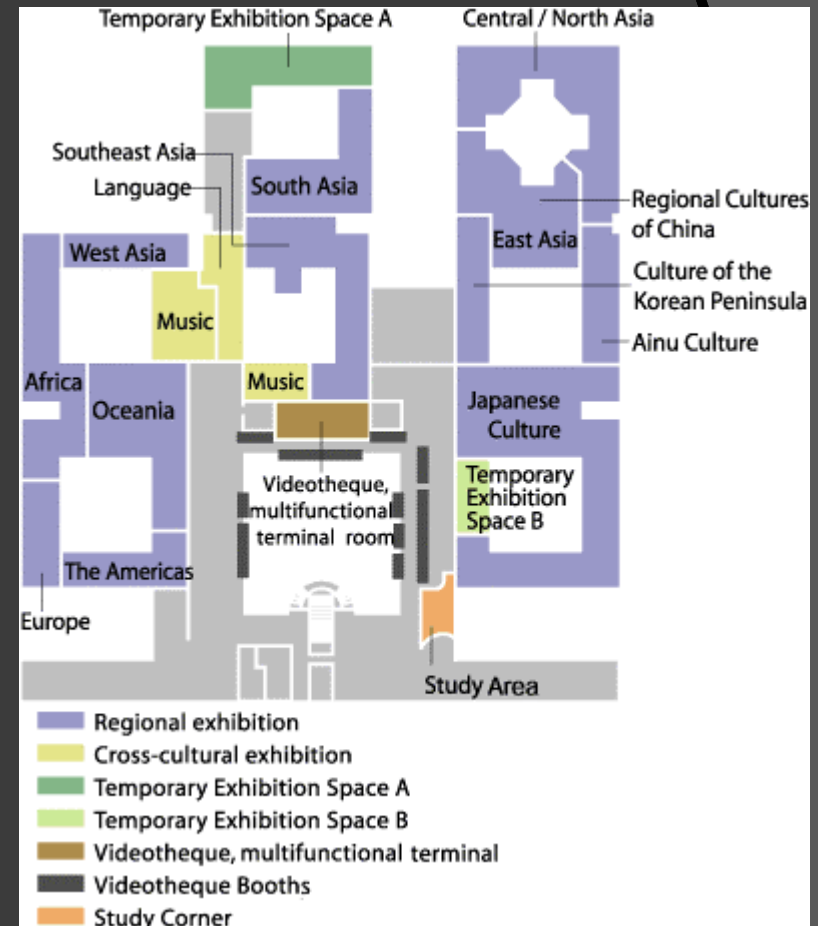 Temporary Exhibition Space A
Central / North Asia
Southeast Asia
Language
South Asia
Regional Cultures
of China
West Asia
East Asia
Culture of the
Korean Peninsula
Music
Ainu Culture
Africa
Music
Oceania
Japanese
Culture
Videotheque,
multifunctional
terminal room
Temporary
Exhibition
Space B
The Americas
Europe
Study Area
Regional exhibition
Cross-cultural exhibition
Temporary Exhibition Space A
Temporary Exhibition Space B
Videotheque, multifunctional terminal
Videotheque Booths
Study Corner